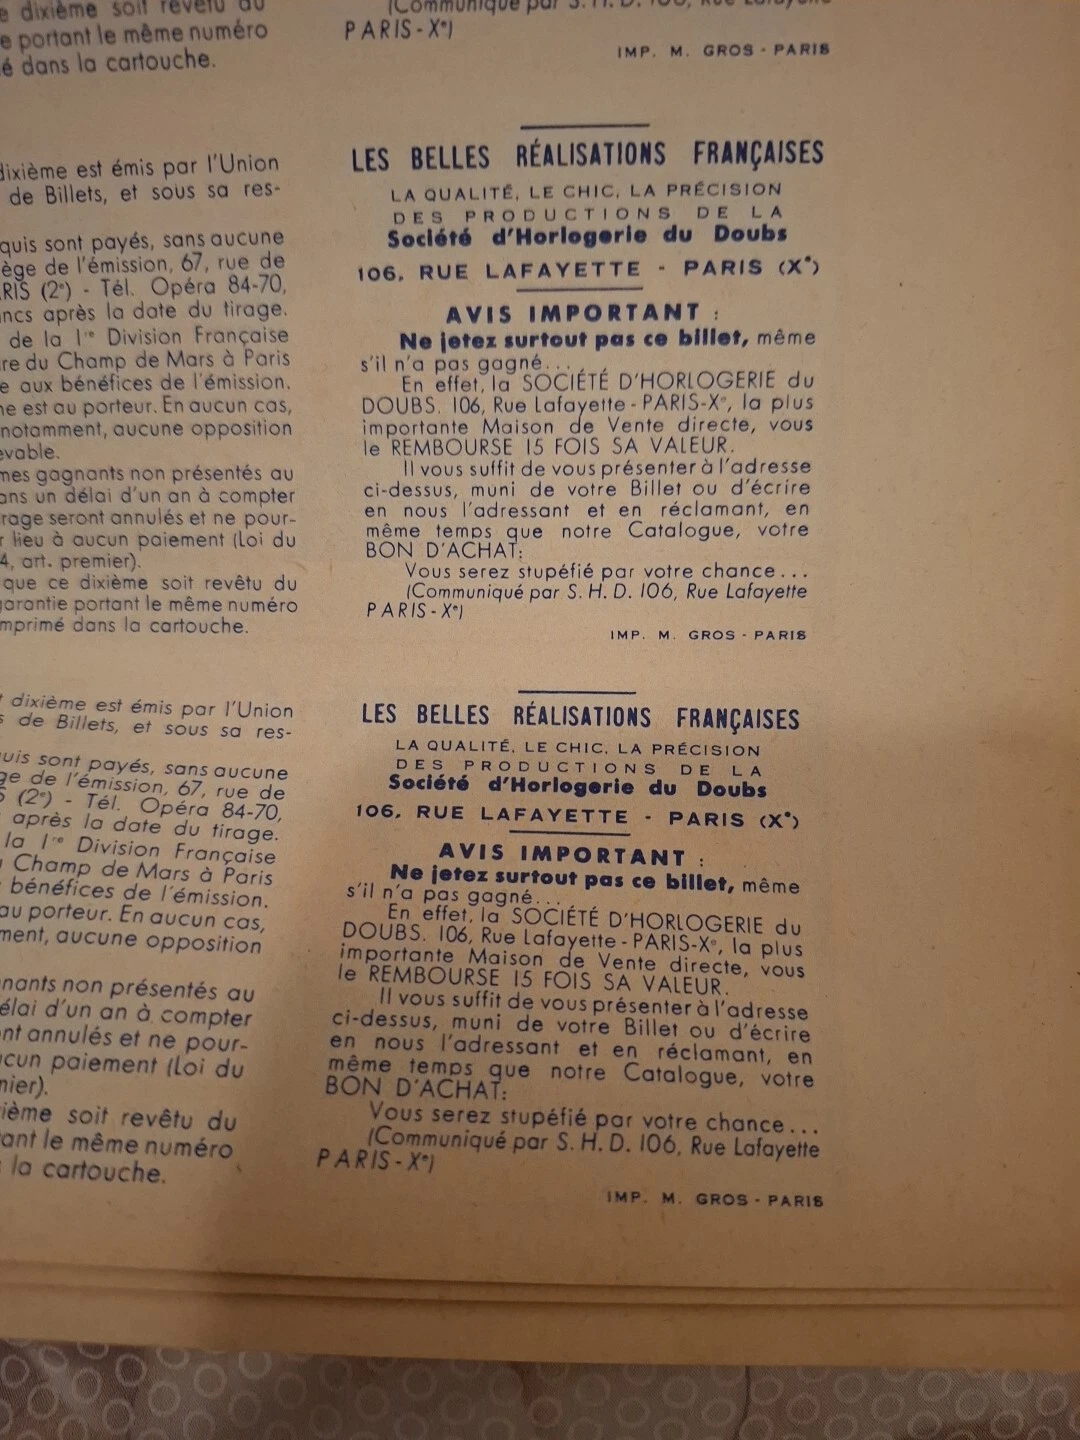 e dixième soit revêtu du
e portant le même numéro
é dans la cartouche.
(Communiqué par S. H. D. 106, Rue Lafayette
PARIS-Xe)
IMP. M. GROS - PARIS
dixième est émis par l'Union
de Billets, et sous sa res-
quis sont payés, sans aucune
ège de l'émission, 67, rue de
RIS (2e) - Tél. Opéra 84-70,
ncs après la date du tirage.
de la 1re Division Française
re du Champ de Mars à Paris
e aux bénéfices de l'émission.
ne est au porteur. En aucun cas,
notamment, aucune opposition
evable.
mes gagnants non présentés au
ans un délai d'un an à compter
rage seront annulés et ne pour-
r lieu à aucun paiement (Loi du
4, art. premier).
que ce dixième soit revêtu du
garantie portant le même numéro
mprimé dans la cartouche.
LES BELLES RÉALISATIONS FRANÇAISES
LA QUALITÉ, LE CHIC, LA PRÉCISION
DES PRODUCTIONS DE LA
Société d'Horlogerie du Doubs
106, RUE LAFAYETTE - PARIS (Xe)
AVIS IMPORTANT :
Ne jetez surtout pas ce billet, même
s'il n'a pas gagné...
En effet, la SOCIÉTÉ D'HORLOGERIE du
DOUBS. 106, Rue Lafayette - PARIS-Xe, la plus
importante Maison de Vente directe, vous
le REMBOURSE 15 FOIS SA VALEUR.
Il vous suffit de vous présenter à l'adresse
ci-dessus, muni de votre Billet ou d'écrire
en nous l'adressant et en réclamant, en
même temps que notre Catalogue, votre
BON D'ACHAT:
Vous serez stupéfié par votre chance...
(Communiqué par S. H. D. 106, Rue Lafayette
PARIS-Xe)
IMP. M. GROS - PARIS
t dixième est émis par l'Union
s de Billets, et sous sa res-
uis sont payés, sans aucune
ge de l'émission, 67, rue de
S (2e) - Tél. Opéra 84-70,
après la date du tirage.
la 1re Division Française
u Champ de Mars à Paris
bénéfices de l'émission.
au porteur. En aucun cas,
ment, aucune opposition
nants non présentés au
élai d'un an à compter
nt annulés et ne pour-
cun paiement (Loi du
mier).
ième soit revêtu du
ant le même numéro
la cartouche.
LES BELLES RÉALISATIONS FRANÇAISES
LA QUALITÉ, LE CHIC, LA PRÉCISION
DES PRODUCTIONS DE LA
Société d'Horlogerie du Doubs
106, RUE LAFAYETTE - PARIS (Xe)
AVIS IMPORTANT :
Ne jetez surtout pas ce billet, même
s'il n'a pas gagné...
En effet, la SOCIÉTÉ D'HORLOGERIE du
DOUBS. 106, Rue Lafayette - PARIS-Xe, la plus
importante Maison de Vente directe, vous
le REMBOURSE 15 FOIS SA VALEUR.
Il vous suffit de vous présenter à l'adresse
ci-dessus, muni de votre Billet ou d'écrire
en nous l'adressant et en réclamant, en
même temps que notre Catalogue, votre
BON D'ACHAT:
Vous serez stupéfié par votre chance...
(Communiqué par S. H. D. 106, Rue Lafayette
PARIS-Xe)
IMP. M. GROS - PARIS